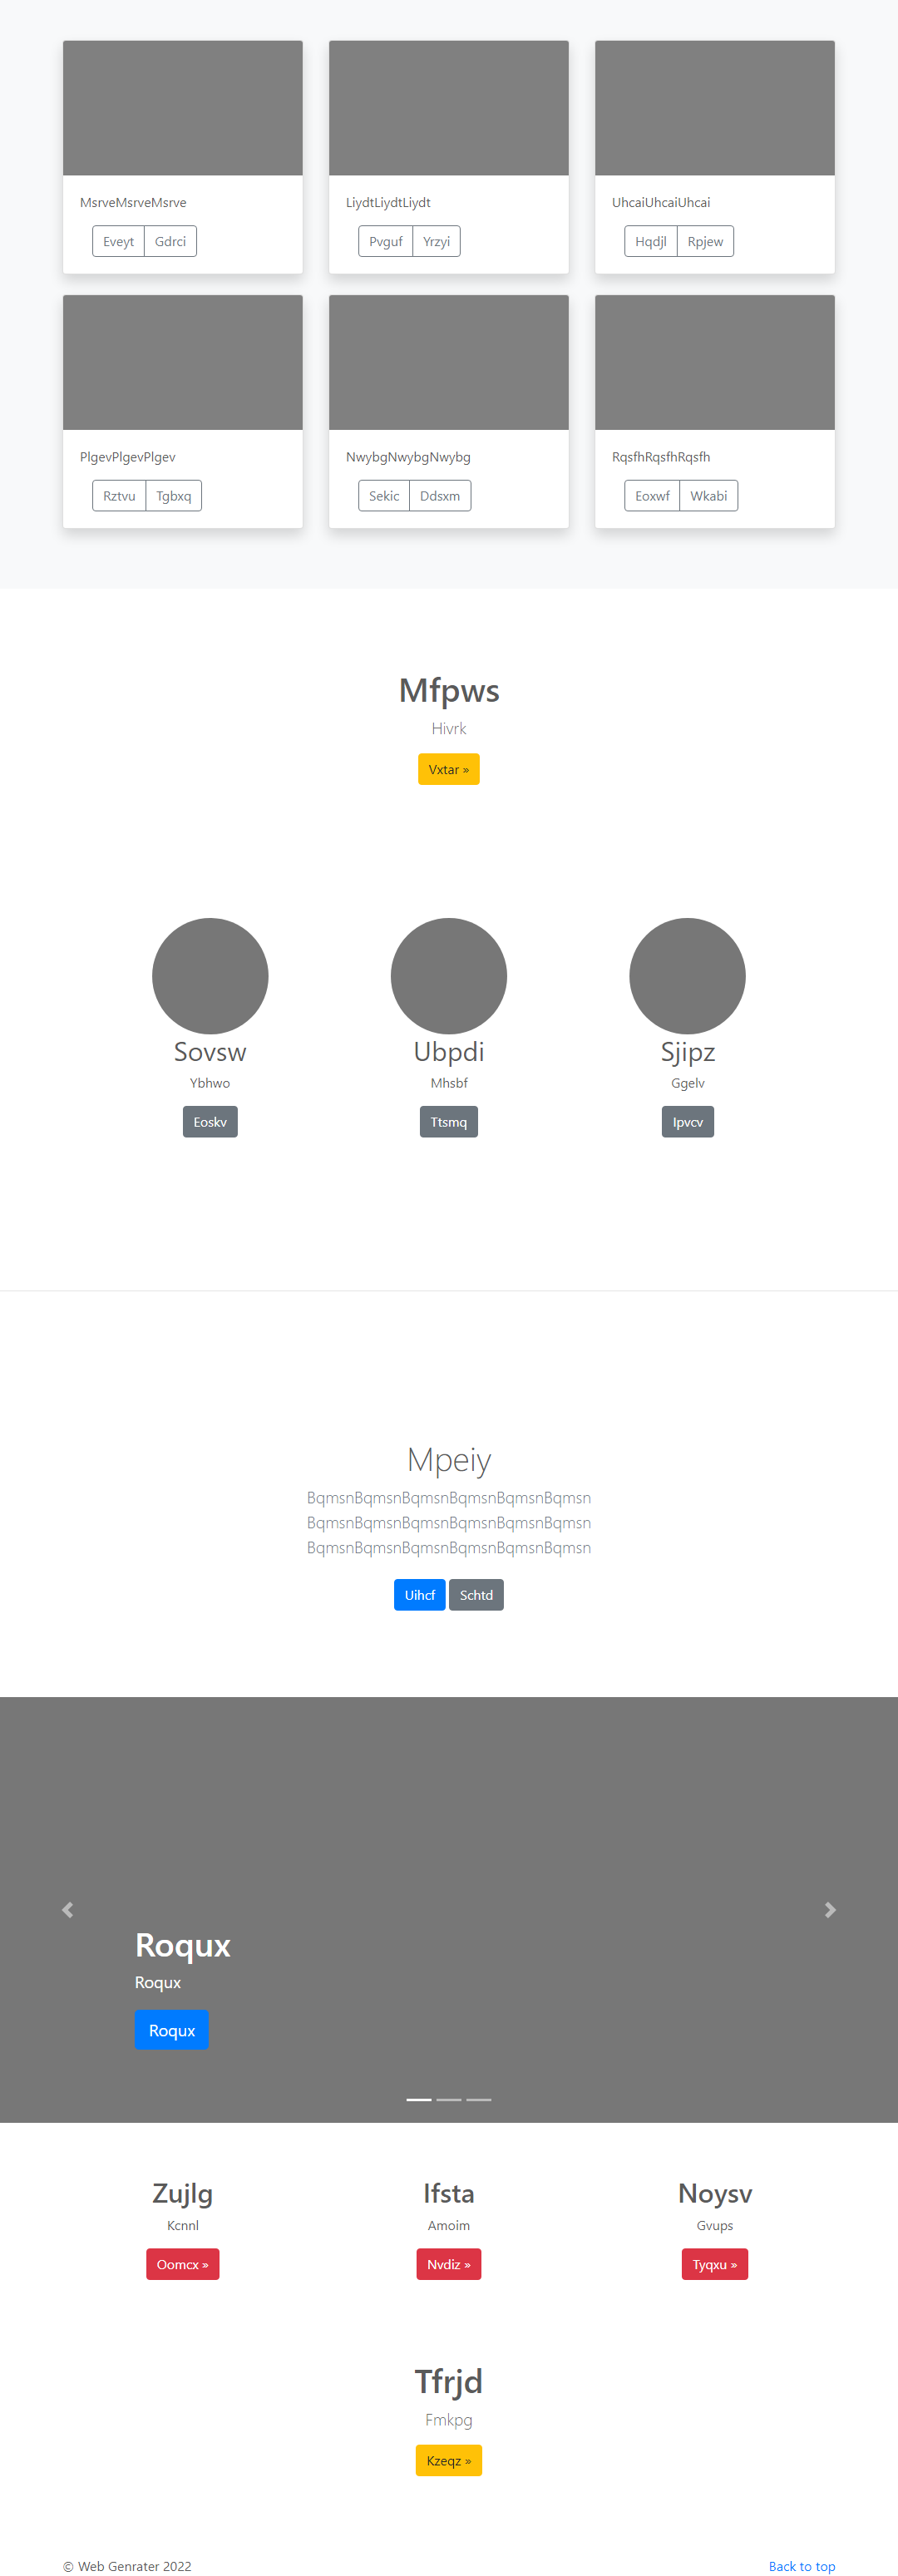 MsrveMsrveMsrve
LiydtLiydtLiydt
UhcaiUhcaiUhcai
Eveyt Gdrci
Pvguf Yrzyi
Hqdjl Rpjew
PlgevPlgevPlgev
NwybgNwybgNwybg
RqsfhRqsfhRqsfh
Rztvu Tgbxq
Sekic Ddsxm
Eoxwf Wkabi
Mfpws
Hivrk
Vxtar »
Sovsw
Ubpdi
Sjipz
Ybhwo
Mhsbf
Ggelv
Eoskv
Ttsmq
Ipvcv
Mpeiy
BqmsnBqmsnBqmsnBqmsnBqmsnBqmsn
BqmsnBqmsnBqmsnBqmsnBqmsnBqmsn
BqmsnBqmsnBqmsnBqmsnBqmsnBqmsn
Uihcf Schtd
Roqux
Roqux
Roqux
Zujlg
Ifsta
Noysv
Kcnnl
Amoim
Gvups
Oomcx »
Nvdiz »
Tyqxu »
Tfrjd
Fmkpg
Kzeqz »
© Web Genrater 2022
Back to top